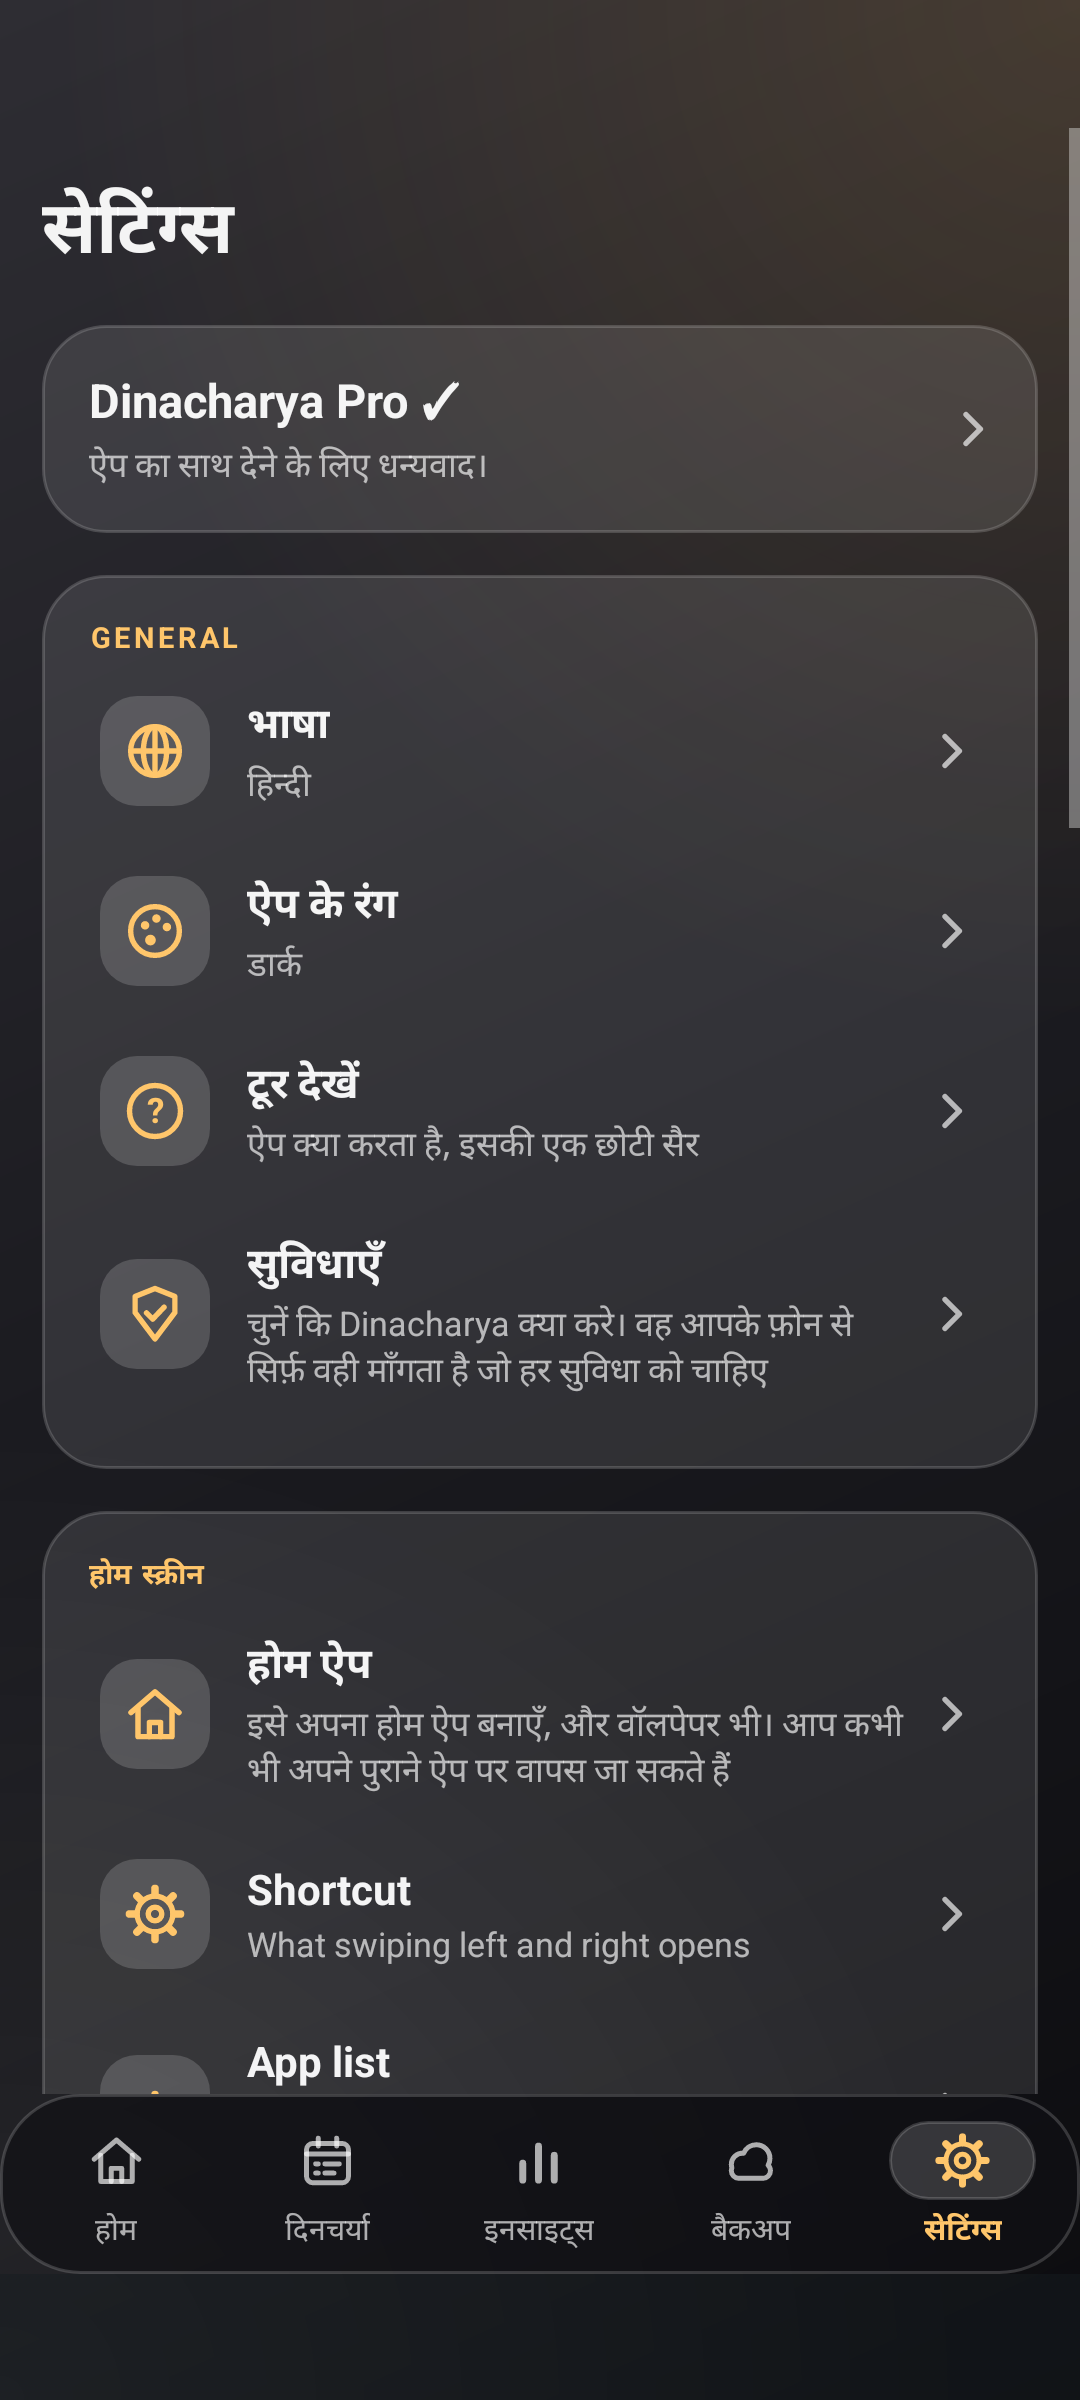 सेटिंग्स
Dinacharya Pro ✓
ऐप का साथ देने के लिए धन्यवाद।
GENERAL
भाषा
हिन्दी
ऐप के रंग
डार्क
टूर देखें
ऐप क्या करता है, इसकी एक छोटी सैर
सुविधाएँ
चुनें कि Dinacharya क्या करे। वह आपके फ़ोन से
सिर्फ़ वही माँगता है जो हर सुविधा को चाहिए
होम स्क्रीन
होम ऐप
इसे अपना होम ऐप बनाएँ, और वॉलपेपर भी। आप कभी
भी अपने पुराने ऐप पर वापस जा सकते हैं
Shortcut
What swiping left and right opens
App list
होम
दिनचर्या
इनसाइट्स
बैकअप
सेटिंग्स